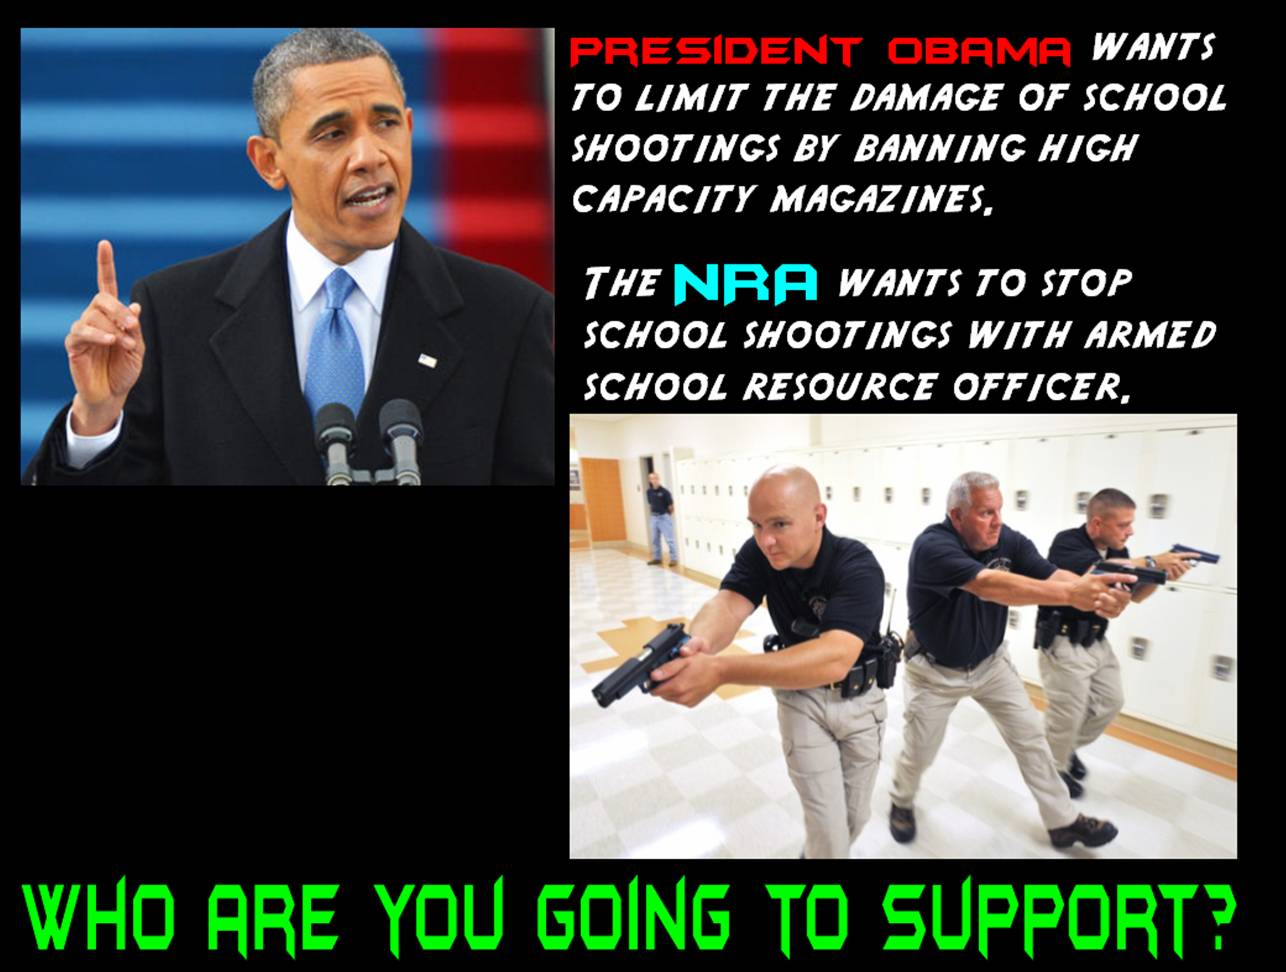 PRESIDENT OBAMA WANTS
TO LIMIT THE DAMAGE OF SCHOOL
SHOOTINGS BY BANNING HIGH
CAPACITY MAGAZINES.
THE NRA WANTS TO STOP
SCHOOL SHOOTINGS WITH ARMED
SCHOOL RESOURCE OFFICER.
WHO ARE YOU GOING TO SUPPORT?